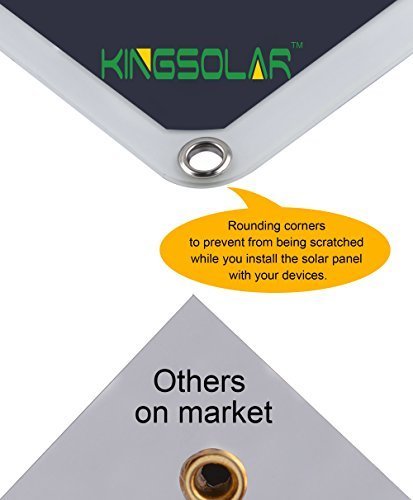 KINGSOLAR™
Rounding corners
to prevent from being scratched
while you install the solar panel
with your devices.
Others
on market